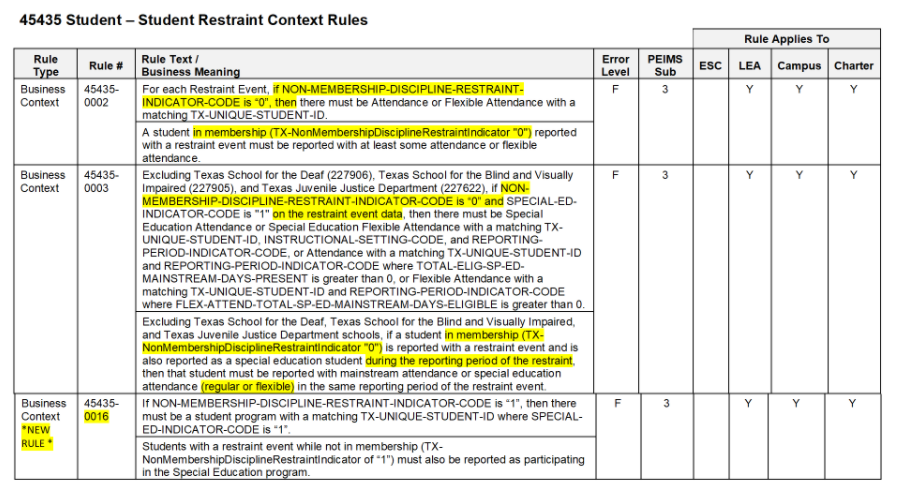 45435 Student – Student Restraint Context Rules
Rule Applies To
Rule Type
Rule #
Rule Text / Business Meaning
Error Level
PEIMS Sub
ESC
LEA
Campus
Charter
Business Context
45435-0002
For each Restraint Event, if NON-MEMBERSHIP-DISCIPLINE-RESTRAINT-
INDICATOR-CODE is “0”, then there must be Attendance or Flexible Attendance with a
matching TX-UNIQUE-STUDENT-ID.
F
3
Y
Y
Y
A student in membership (TX-NonMembershipDisciplineRestraintIndicator "0") reported
with a restraint event must be reported with at least some attendance or flexible
attendance.
Business Context
45435-0003
Excluding Texas School for the Deaf (227906), Texas School for the Blind and Visually
Impaired (227905), and Texas Juvenile Justice Department (227622), if NON-
MEMBERSHIP-DISCIPLINE-RESTRAINT-INDICATOR-CODE is “0” and SPECIAL-ED-
INDICATOR-CODE is "1" on the restraint event data, then there must be Special
Education Attendance or Special Education Flexible Attendance with a matching TX-
UNIQUE-STUDENT-ID, INSTRUCTIONAL-SETTING-CODE, and REPORTING-
PERIOD-INDICATOR-CODE, or Attendance with a matching TX-UNIQUE-STUDENT-ID
and REPORTING-PERIOD-INDICATOR-CODE where TOTAL-ELIG-SP-ED-
MAINSTREAM-DAYS-PRESENT is greater than 0, or Flexible Attendance with a
matching TX-UNIQUE-STUDENT-ID and REPORTING-PERIOD-INDICATOR-CODE
where FLEX-ATTEND-TOTAL-SP-ED-MAINSTREAM-DAYS-ELIGIBLE is greater than 0.
F
3
Y
Y
Y
Excluding Texas School for the Deaf, Texas School for the Blind and Visually Impaired,
and Texas Juvenile Justice Department schools, if a student in membership (TX-
NonMembershipDisciplineRestraintIndicator "0") is reported with a restraint event and is
also reported as a special education student during the reporting period of the restraint,
then that student must be reported with mainstream attendance or special education
attendance (regular or flexible) in the same reporting period of the restraint event.
Business Context
*NEW RULE *
45435-0016
If NON-MEMBERSHIP-DISCIPLINE-RESTRAINT-INDICATOR-CODE is “1”, then there
must be a student program with a matching TX-UNIQUE-STUDENT-ID where SPECIAL-
ED-INDICATOR-CODE is “1”.
F
3
Y
Y
Y
Students with a restraint event while not in membership (TX-
NonMembershipDisciplineRestraintIndicator of “1”) must also be reported as participating
in the Special Education program.